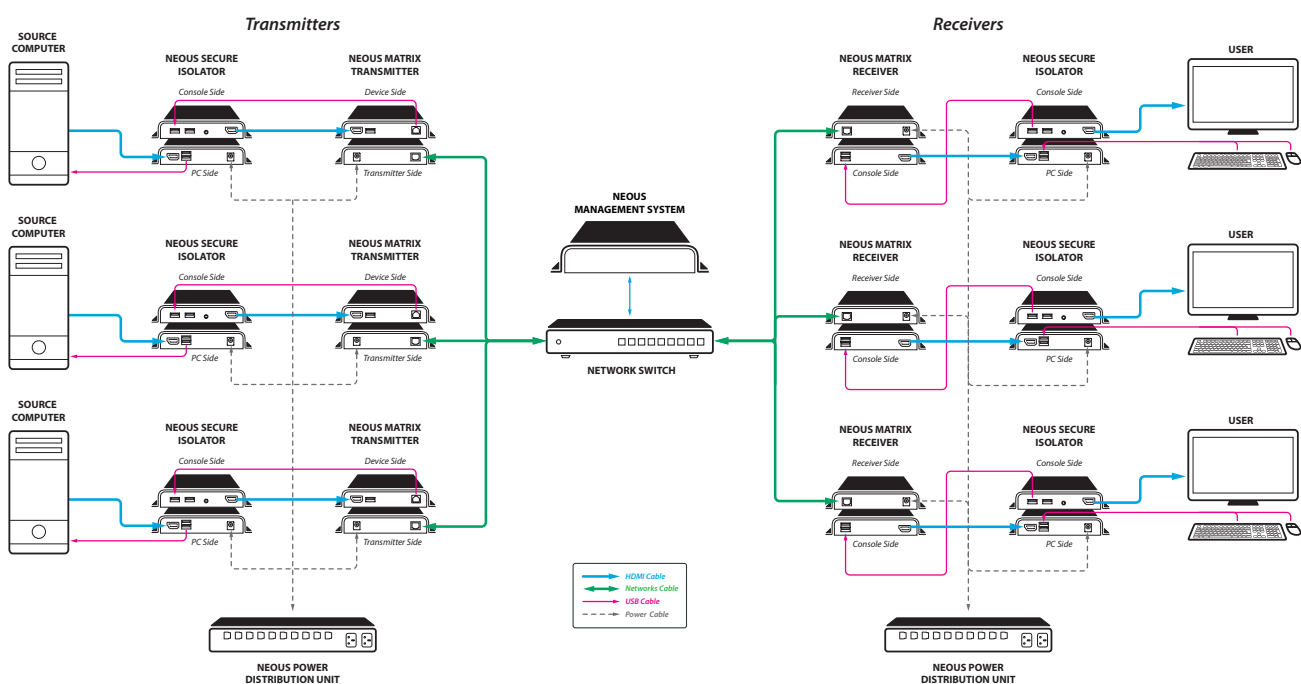 Transmitters
Receivers
SOURCE
COMPUTER
NEOUS SECURE
ISOLATOR
NEOUS MATRIX
TRANSMITTER
Console Side
Device Side
PC Side
Transmitter Side
NEOUS MATRIX
RECEIVER
NEOUS SECURE
ISOLATOR
USER
Receiver Side
Console Side
Console Side
PC Side
NEOUS
MANAGEMENT SYSTEM
NETWORK SWITCH
SOURCE
COMPUTER
NEOUS SECURE
ISOLATOR
NEOUS MATRIX
TRANSMITTER
Console Side
Device Side
PC Side
Transmitter Side
NEOUS MATRIX
RECEIVER
NEOUS SECURE
ISOLATOR
USER
Receiver Side
Console Side
Console Side
PC Side
SOURCE
COMPUTER
NEOUS SECURE
ISOLATOR
NEOUS MATRIX
TRANSMITTER
Console Side
Device Side
PC Side
Transmitter Side
NEOUS MATRIX
RECEIVER
NEOUS SECURE
ISOLATOR
USER
Receiver Side
Console Side
Console Side
PC Side
HDMI Cable
Networks Cable
USB Cable
Power Cable
NEOUS POWER
DISTRIBUTION UNIT
NEOUS POWER
DISTRIBUTION UNIT